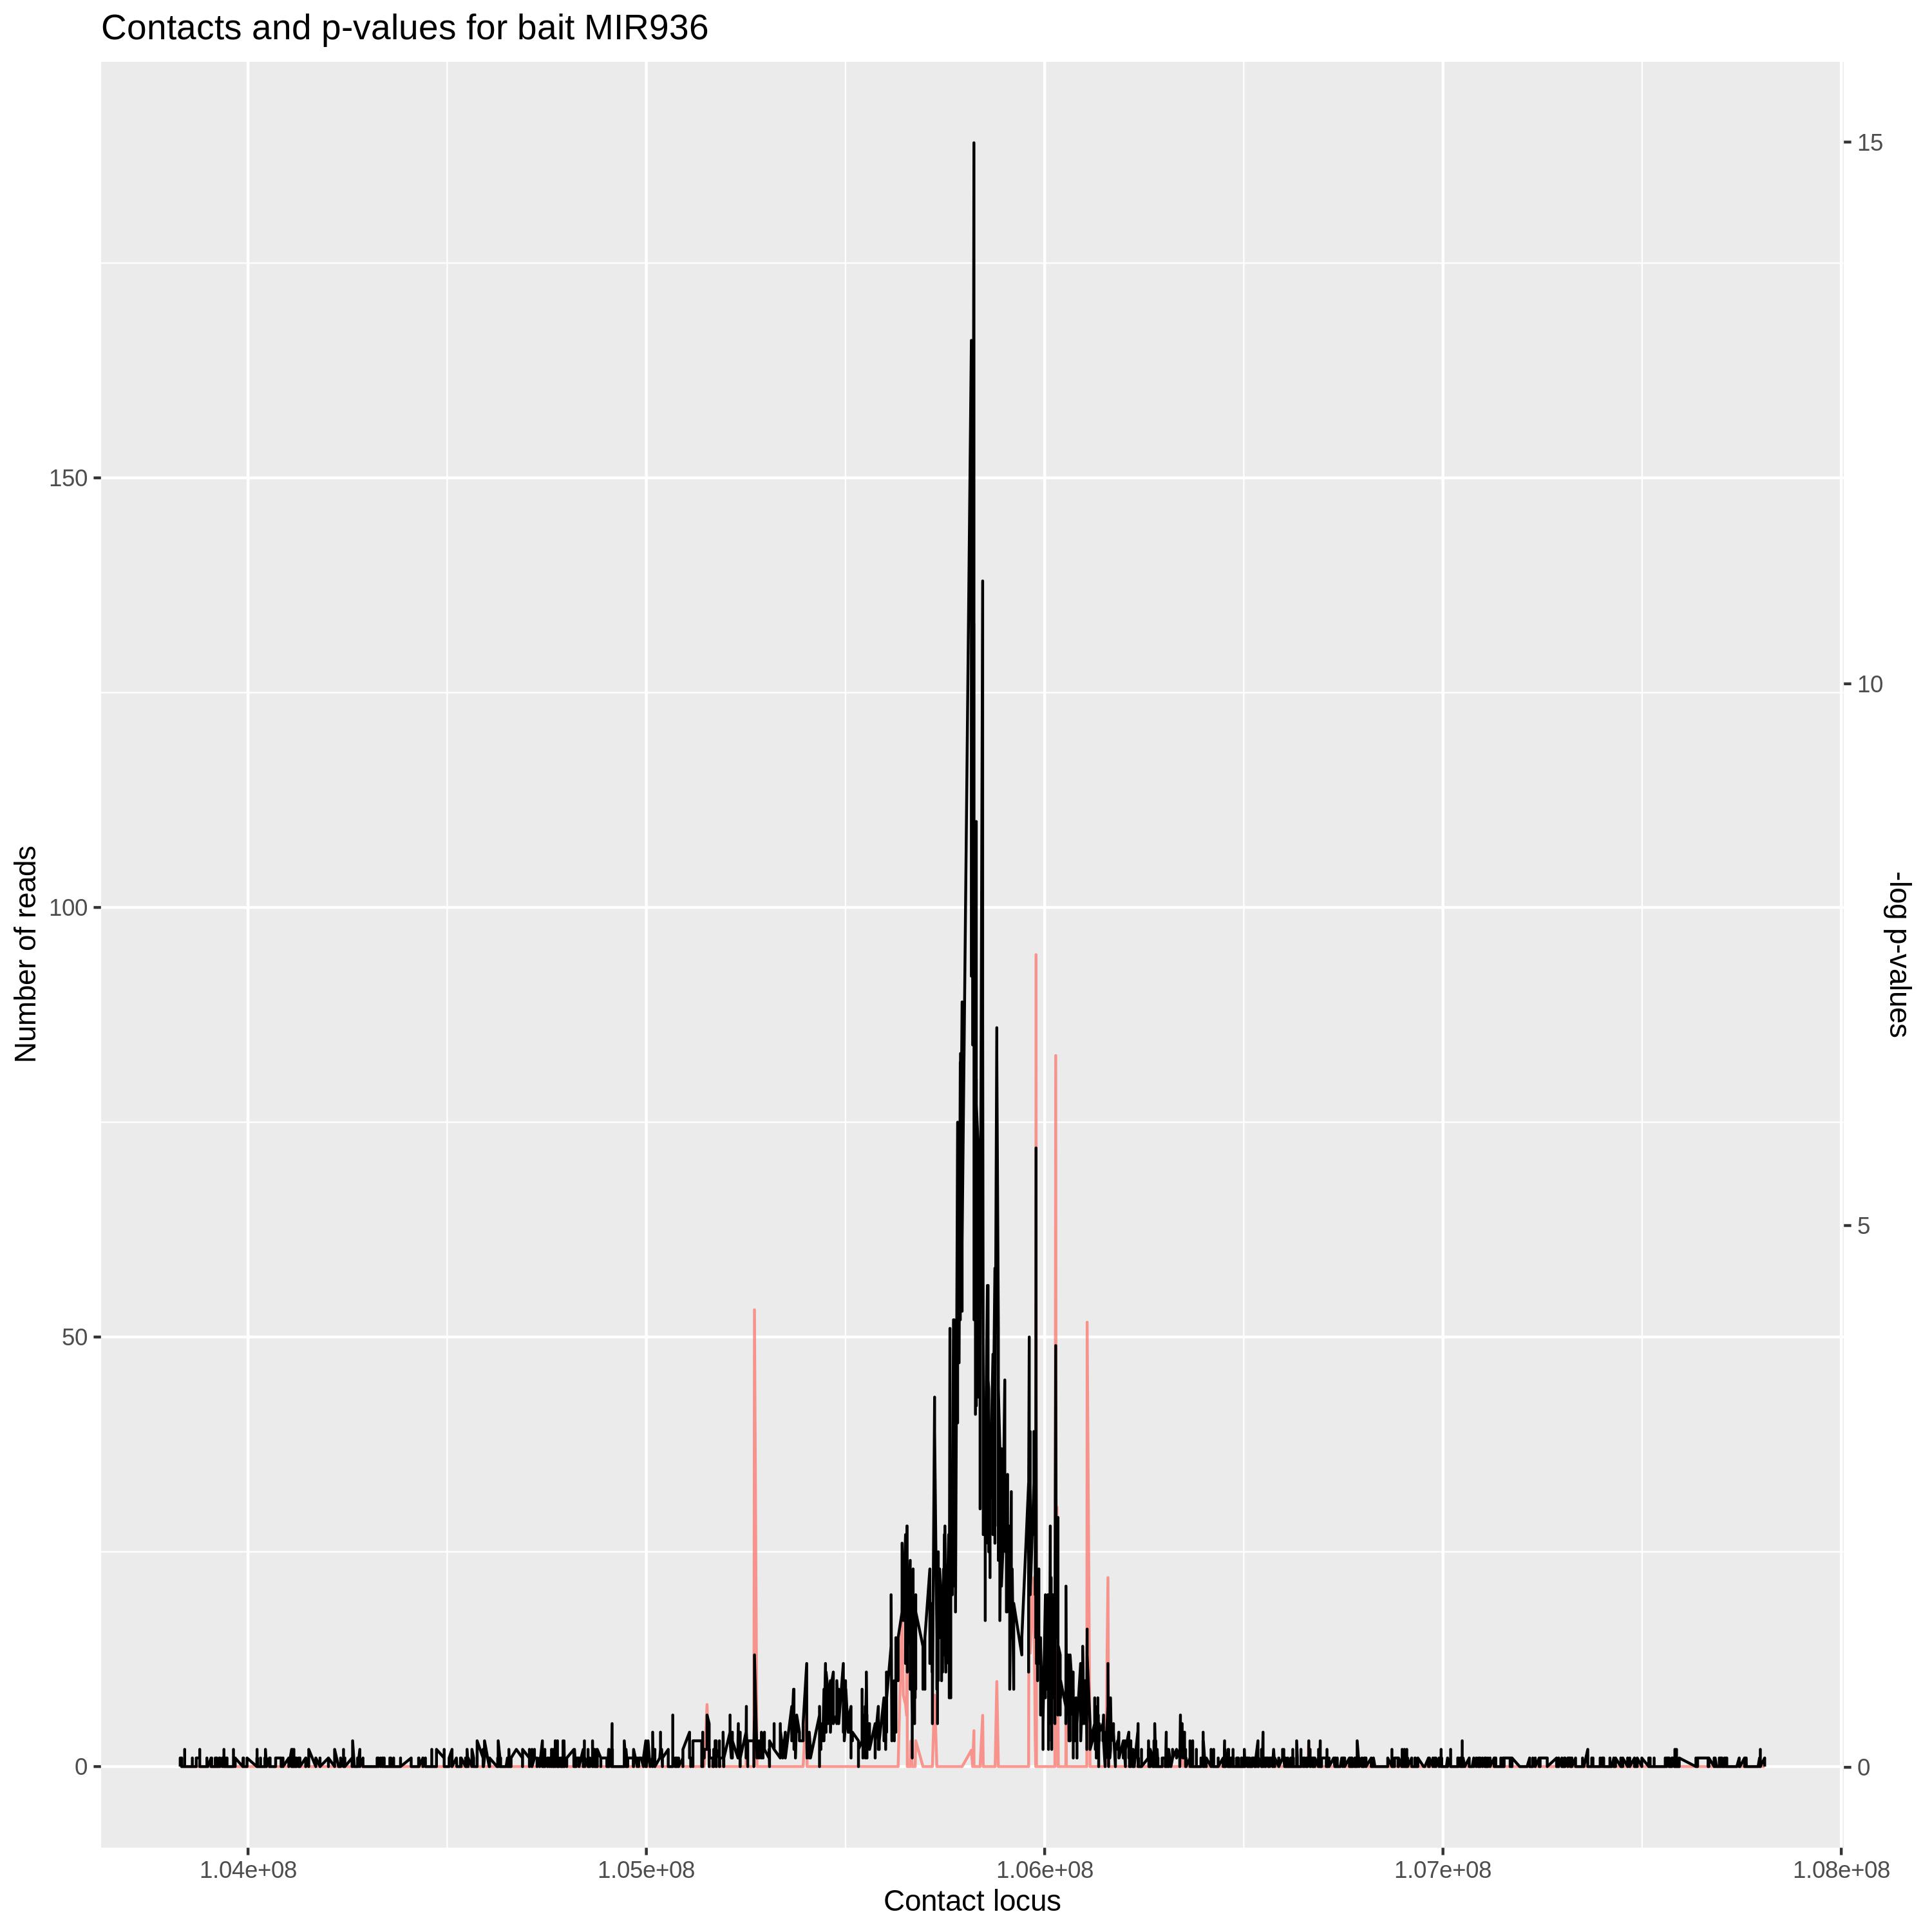 Contacts and p-values for bait MIR936
Number of reads
150
100
50
0
15
10
5
0
-log p-values
1.04e+08 1.05e+08 1.06e+08 1.07e+08 1.08e+08
Contact locus